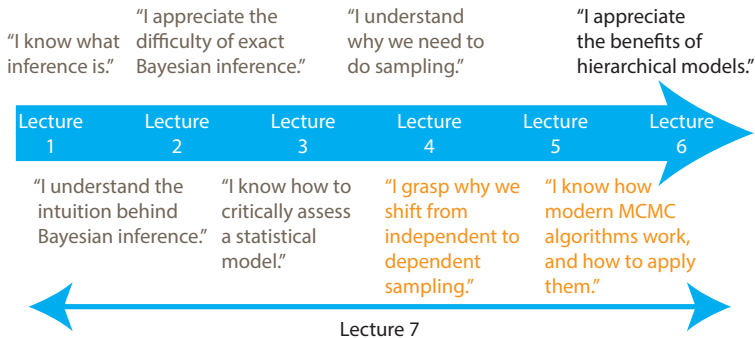 “I know what
inference is.”
“I appreciate the
difficulty of exact
Bayesian inference.”
“I understand
why we need to
do sampling.”
“I appreciate
the benefits of
hierarchical models.”
Lecture
1
Lecture
2
Lecture
3
Lecture
4
Lecture
5
Lecture
6
“I understand the
intuition behind
Bayesian inference.”
“I know how to
critically assess
a statistical
model.”
“I grasp why we
shift from
independent to
dependent
sampling.”
“I know how
modern MCMC
algorithms work,
and how to apply
them.”
Lecture 7